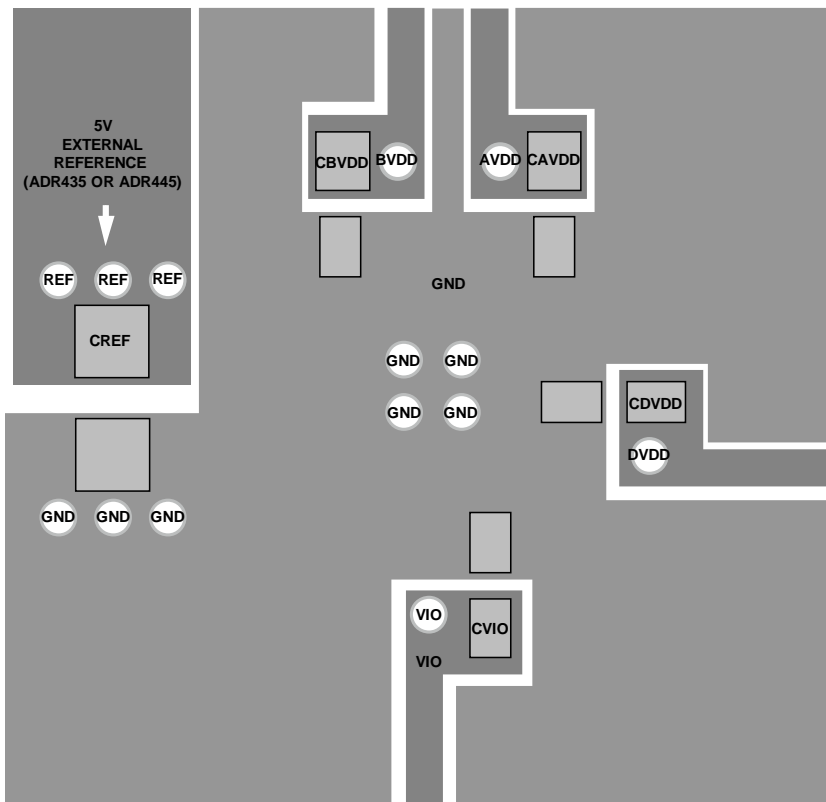 5V
EXTERNAL
REFERENCE
(ADR435 OR ADR445)
CBVDD
BVDD
AVDD
CAVDD
REF
REF
REF
GND
CREF
GND
GND
GND
GND
CDVDD
DVDD
GND
GND
GND
VIO
CVIO
VIO